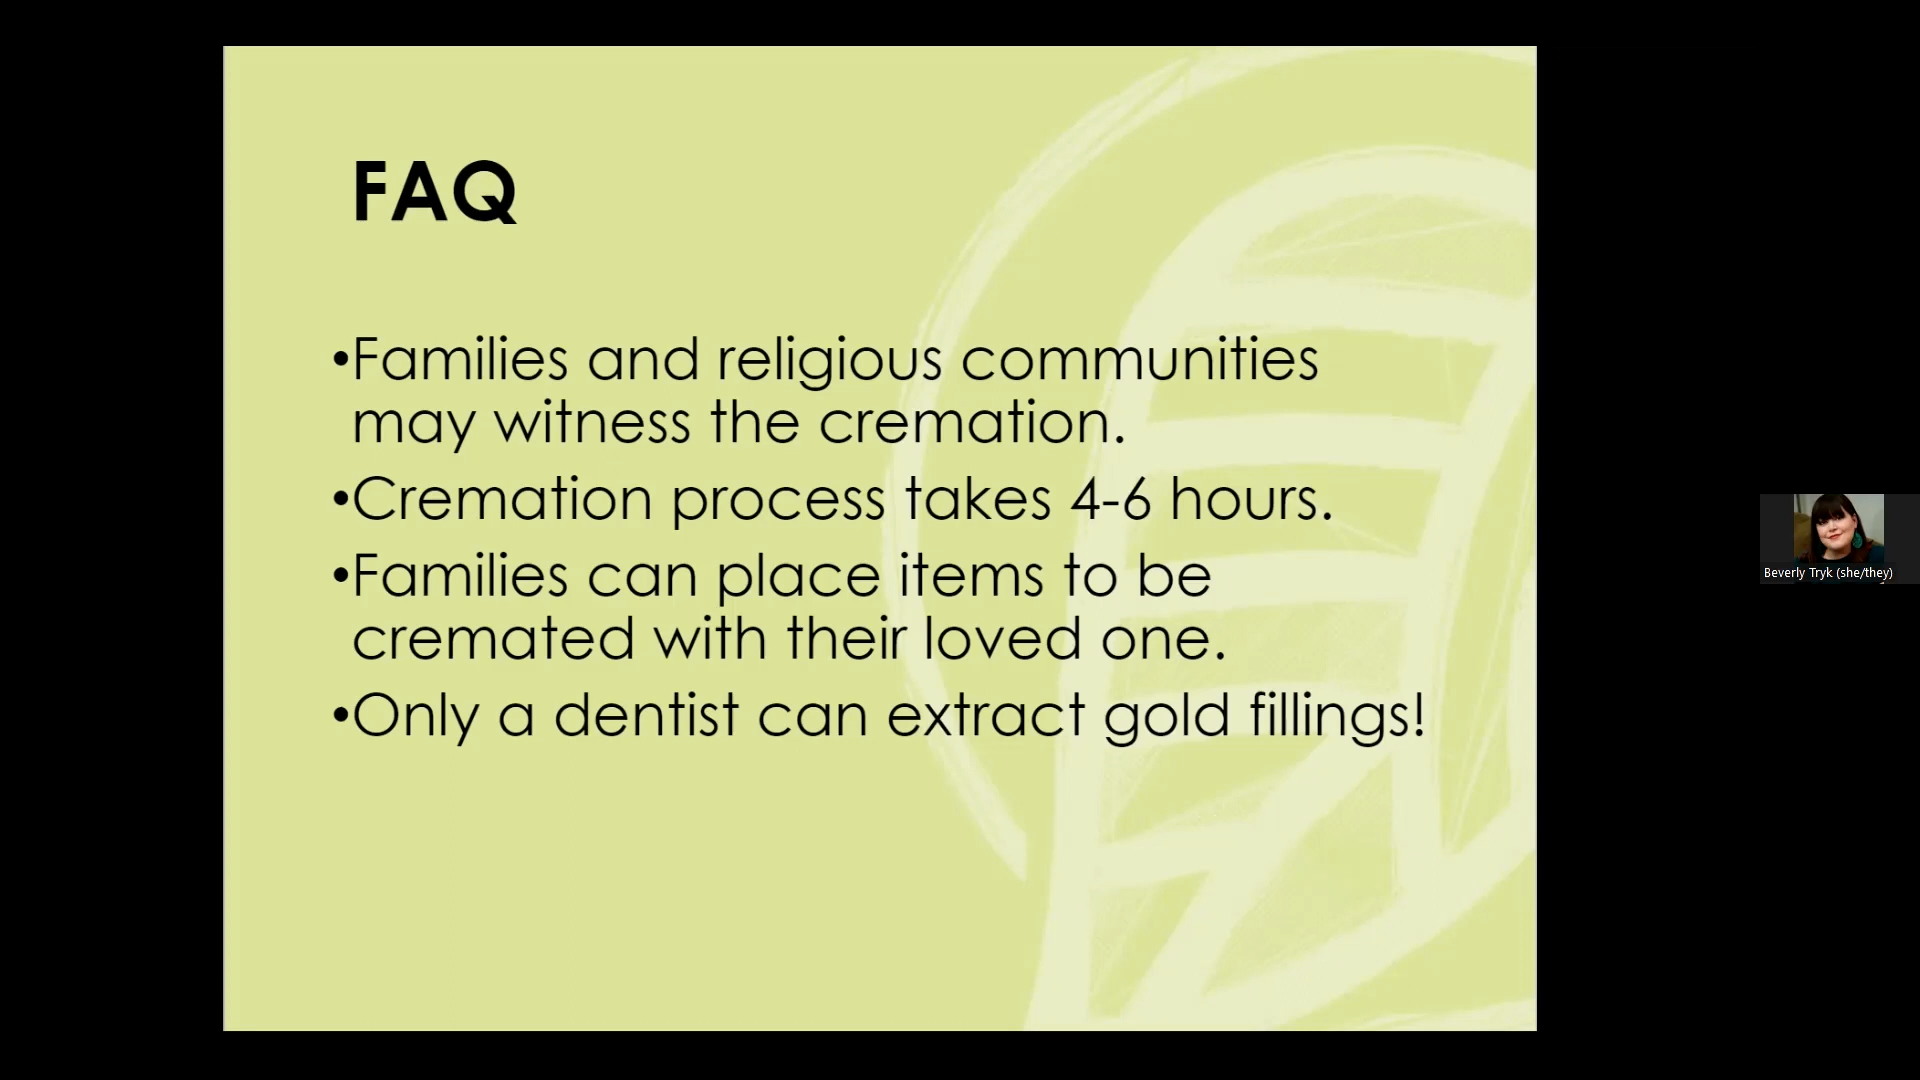 FAQ
•Families and religious communities
may witness the cremation.
•Cremation process takes 4-6 hours.
•Families can place items to be
cremated with their loved one.
•Only a dentist can extract gold fillings!
Beverly Tryk (she/they)